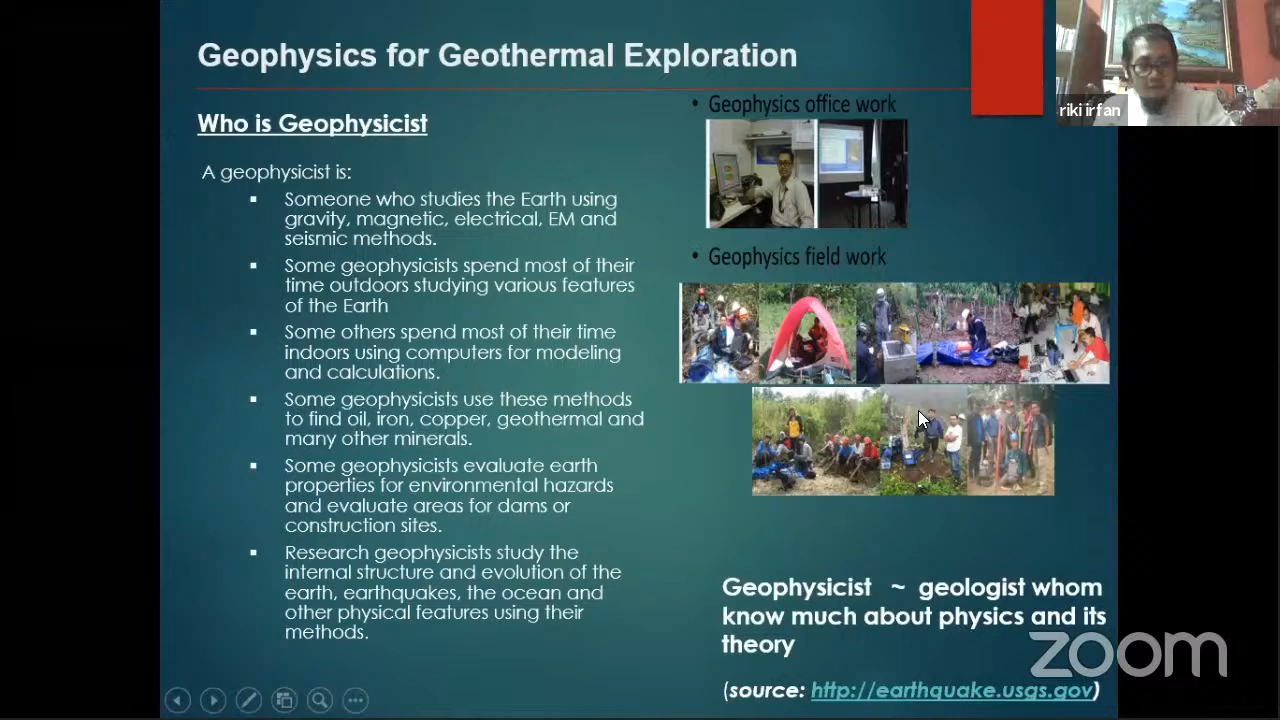 Geophysics for Geothermal Exploration
Who is Geophysicist
A geophysicist is:
▪ Someone who studies the Earth using
gravity, magnetic, electrical, EM and
seismic methods.
▪ Some geophysicists spend most of their
time outdoors studying various features
of the Earth
▪ Some others spend most of their time
indoors using computers for modeling
and calculations.
▪ Some geophysicists use these methods
to find oil, iron, copper, geothermal and
many other minerals.
▪ Some geophysicists evaluate earth
properties for environmental hazards
and evaluate areas for dams or
construction sites.
▪ Research geophysicists study the
internal structure and evolution of the
earth, earthquakes, the ocean and
other physical features using their
methods.
• Geophysics office work
• Geophysics field work
Geophysicist ~ geologist whom
know much about physics and its
theory
(source: http://earthquake.usgs.gov)
riki irfan
zoom